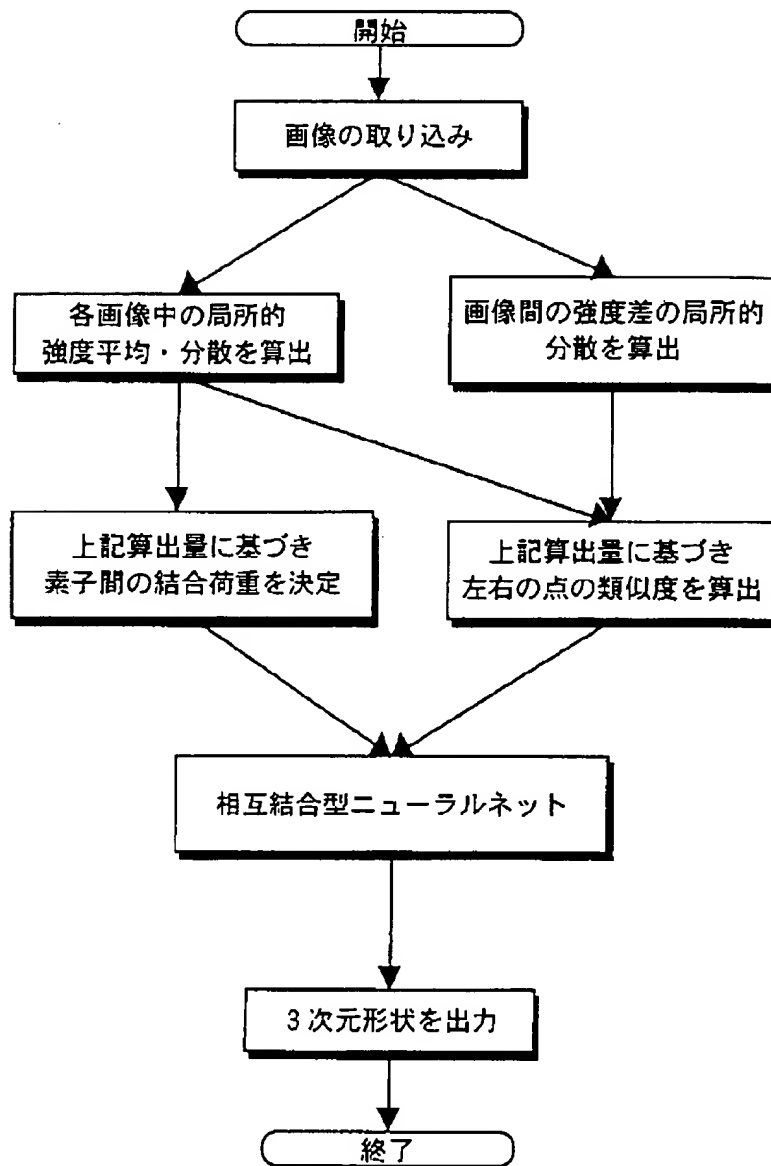 開始
画像の取り込み
各画像中の局所的
強度平均・分散を算出
画像間の強度差の局所的
分散を算出
上記算出量に基づき
素子間の結合荷重を決定
上記算出量に基づき
左右の点の類似度を算出
相互結合型ニューラルネット
3次元形状を出力
終了